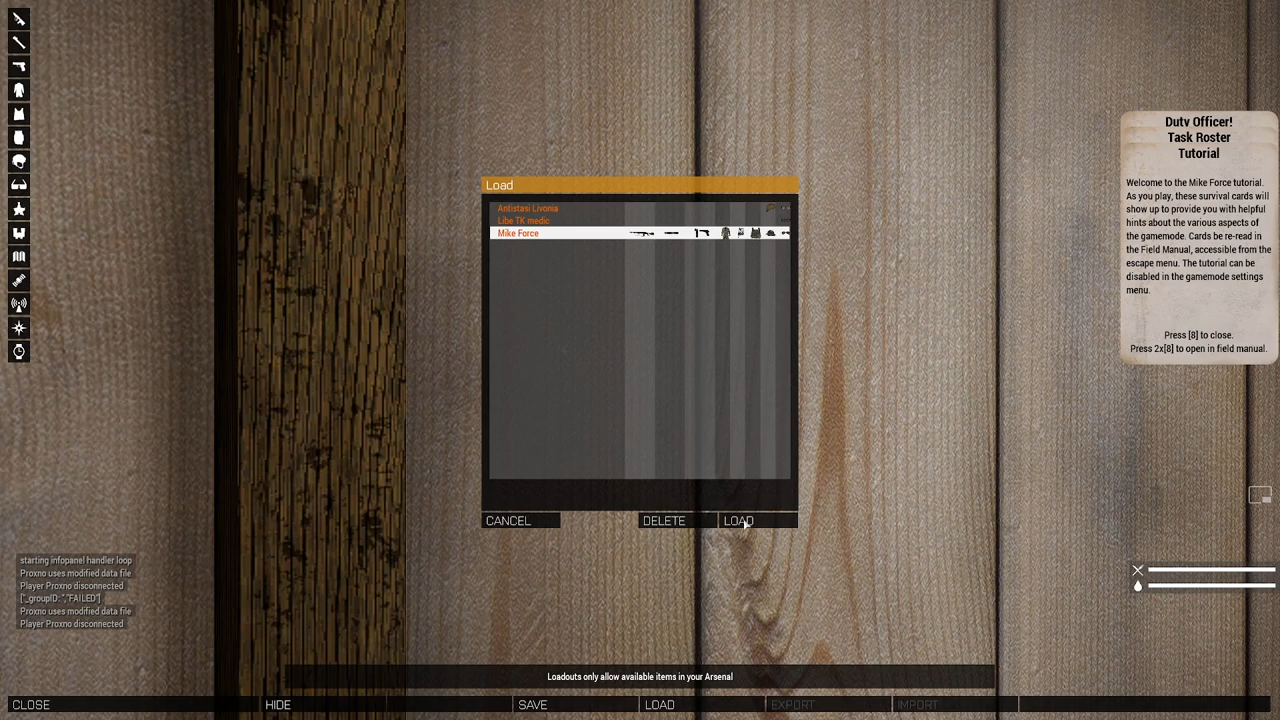 Duty Officer!
Task Roster
Tutorial
Welcome to the Mike Force tutorial.
As you play, these survival cards will
show up to provide you with helpful
hints about the various aspects of
the gamemode. Cards be re-read in
the Field Manual, accessible from the
escape menu. The tutorial can be
disabled in the gamemode settings
menu.
Press [8] to close.
Press 2x[8] to open in field manual.
Load
Antistasi Livonia
Libe TK medic
Mike Force
CANCEL
DELETE
LOAD
starting infopanel handler loop
Proxno uses modified data file
Player Proxno disconnected
["_groupID: ","FAILED"]
Proxno uses modified data file
Player Proxno disconnected
Loadouts only allow available items in your Arsenal
CLOSE
HIDE
SAVE
LOAD
EXPORT
IMPORT